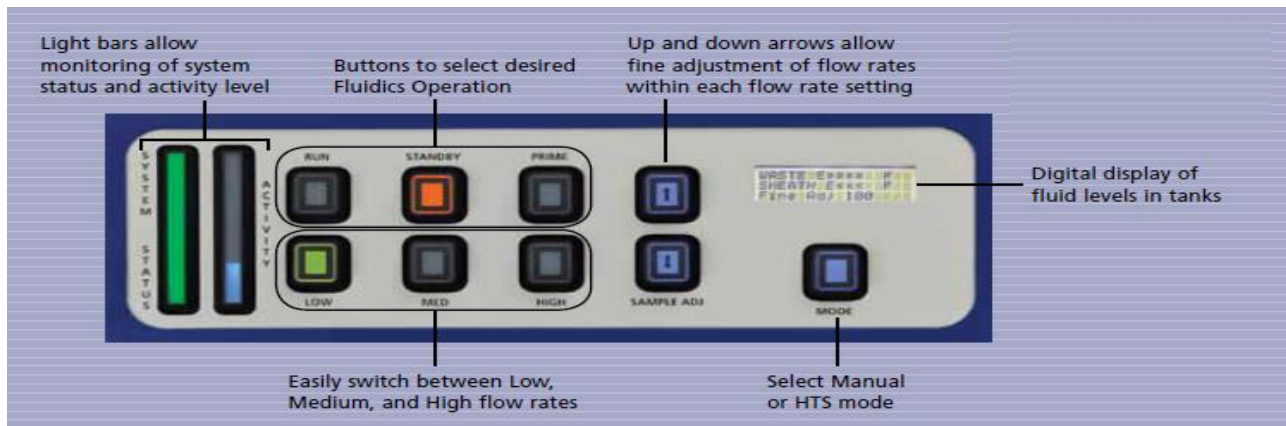 Light bars allow
monitoring of system
status and activity level
Buttons to select desired
Fluidics Operation
Up and down arrows allow
fine adjustment of flow rates
within each flow rate setting
SYSTEM STATUS
ACTIVITY
RUN
STANDBY
PRIME
WASTE E**** F
SHEATH E*** F
Fine Adj 100
Digital display of
fluid levels in tanks
LOW
MED
HIGH
SAMPLE ADJ
MODE
Easily switch between Low,
Medium, and High flow rates
Select Manual
or HTS mode